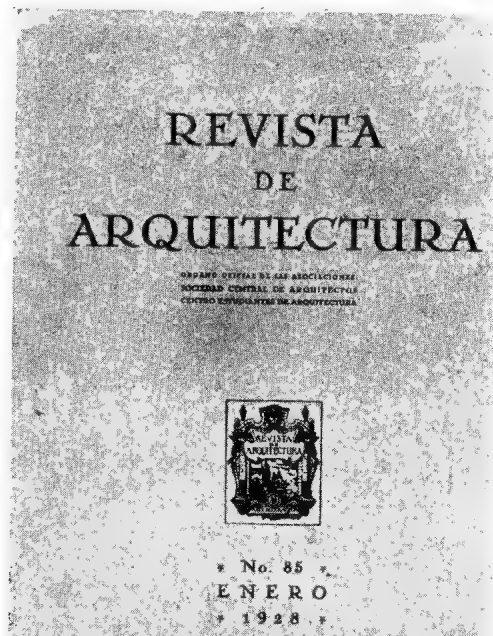 REVISTA
DE
ARQUITECTURA
ORGANO OFICIAL DE LAS ASOCIACIONES
SOCIEDAD CENTRAL DE ARQUITECTOS
CENTRO ESTUDIANTES DE ARQUITECTURA
REVISTA
DE
ARQUITECTURA
* No. 85 *
ENERO
* 1928 *